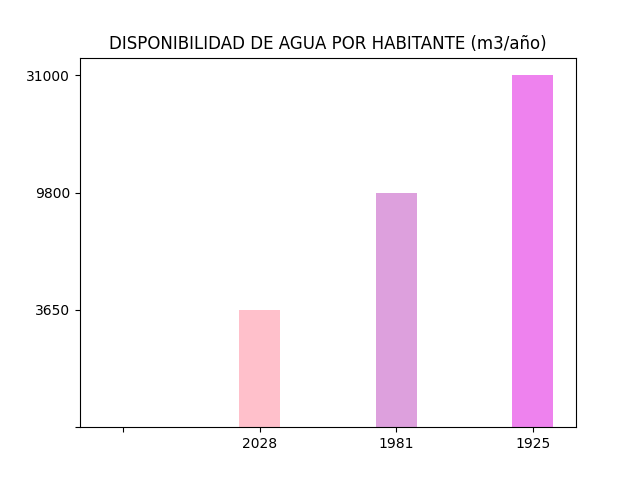 DISPONIBILIDAD DE AGUA POR HABITANTE (m3/año)
31000
9800
3650
2028 1981 1925